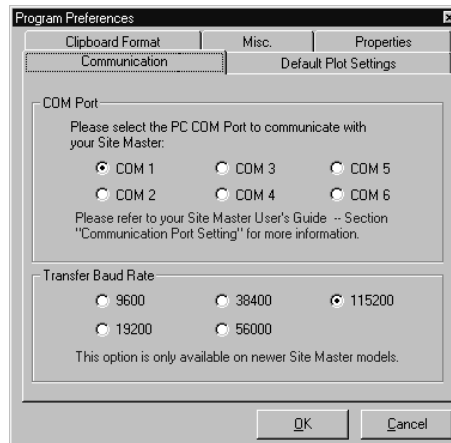 Program Preferences
Clipboard Format Misc. Properties
Communication Default Plot Settings
COM Port
Please select the PC COM Port to communicate with
your Site Master:
COM 1 COM 3 COM 5
COM 2 COM 4 COM 6
Please refer to your Site Master User's Guide -- Section
"Communication Port Setting" for more information.
Transfer Baud Rate
9600 38400 115200
19200 56000
This option is only available on newer Site Master models.
OK Cancel